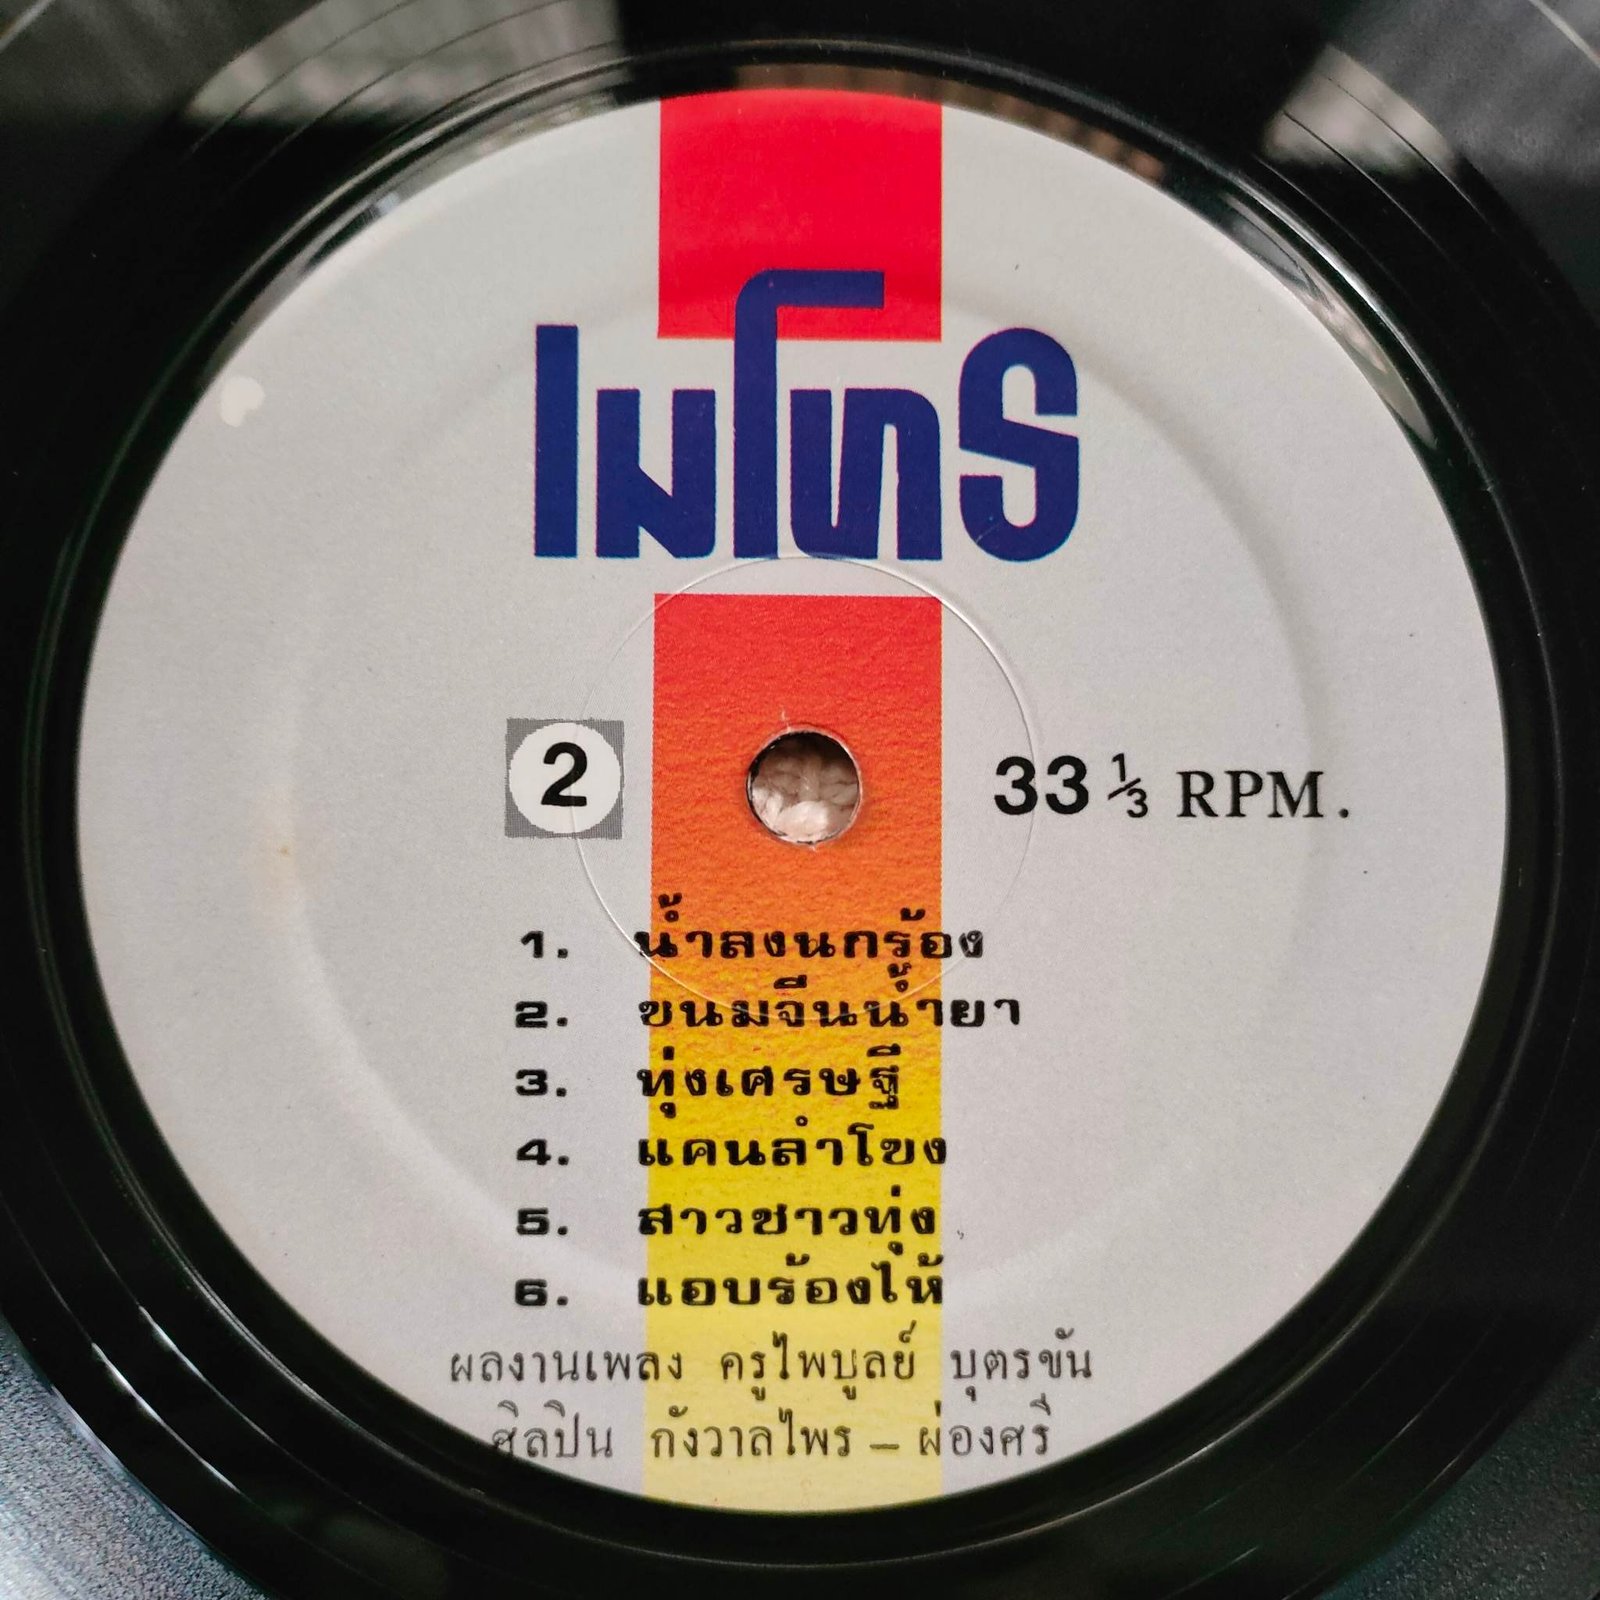 เมโทร
2 33 1/3 RPM.
1. น้ำลงนกร้อง
2. ขนมจีนน้ำยา
3. ทุ่งเศรษฐี
4. แคนลำโขง
5. สาวชาวทุ่ง
6. แอบร้องไห้
ผลงานเพลง ครูไพบูลย์ บุตรขัน
ศิลปิน กังวาลไพร – ผ่องศรี